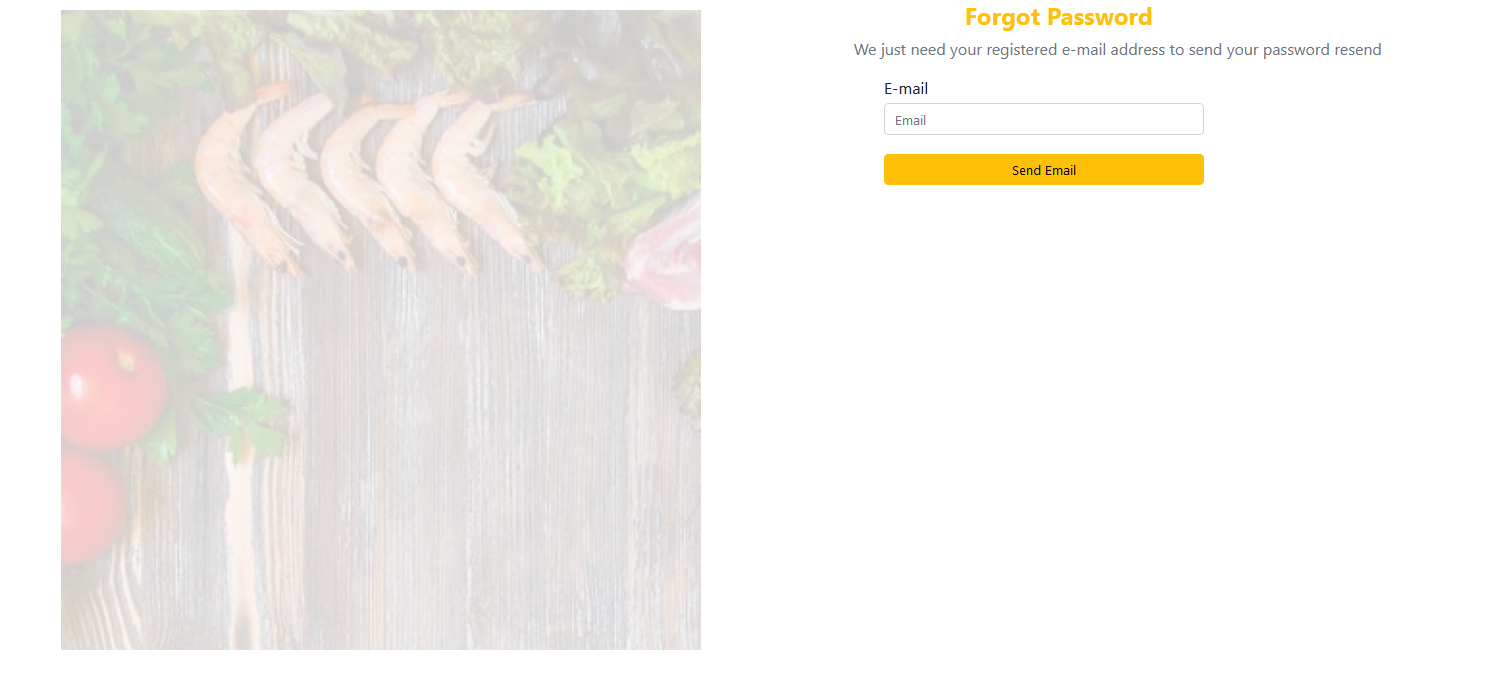 Forgot Password
We just need your registered e-mail address to send your password resend
E-mail
Email
Send Email